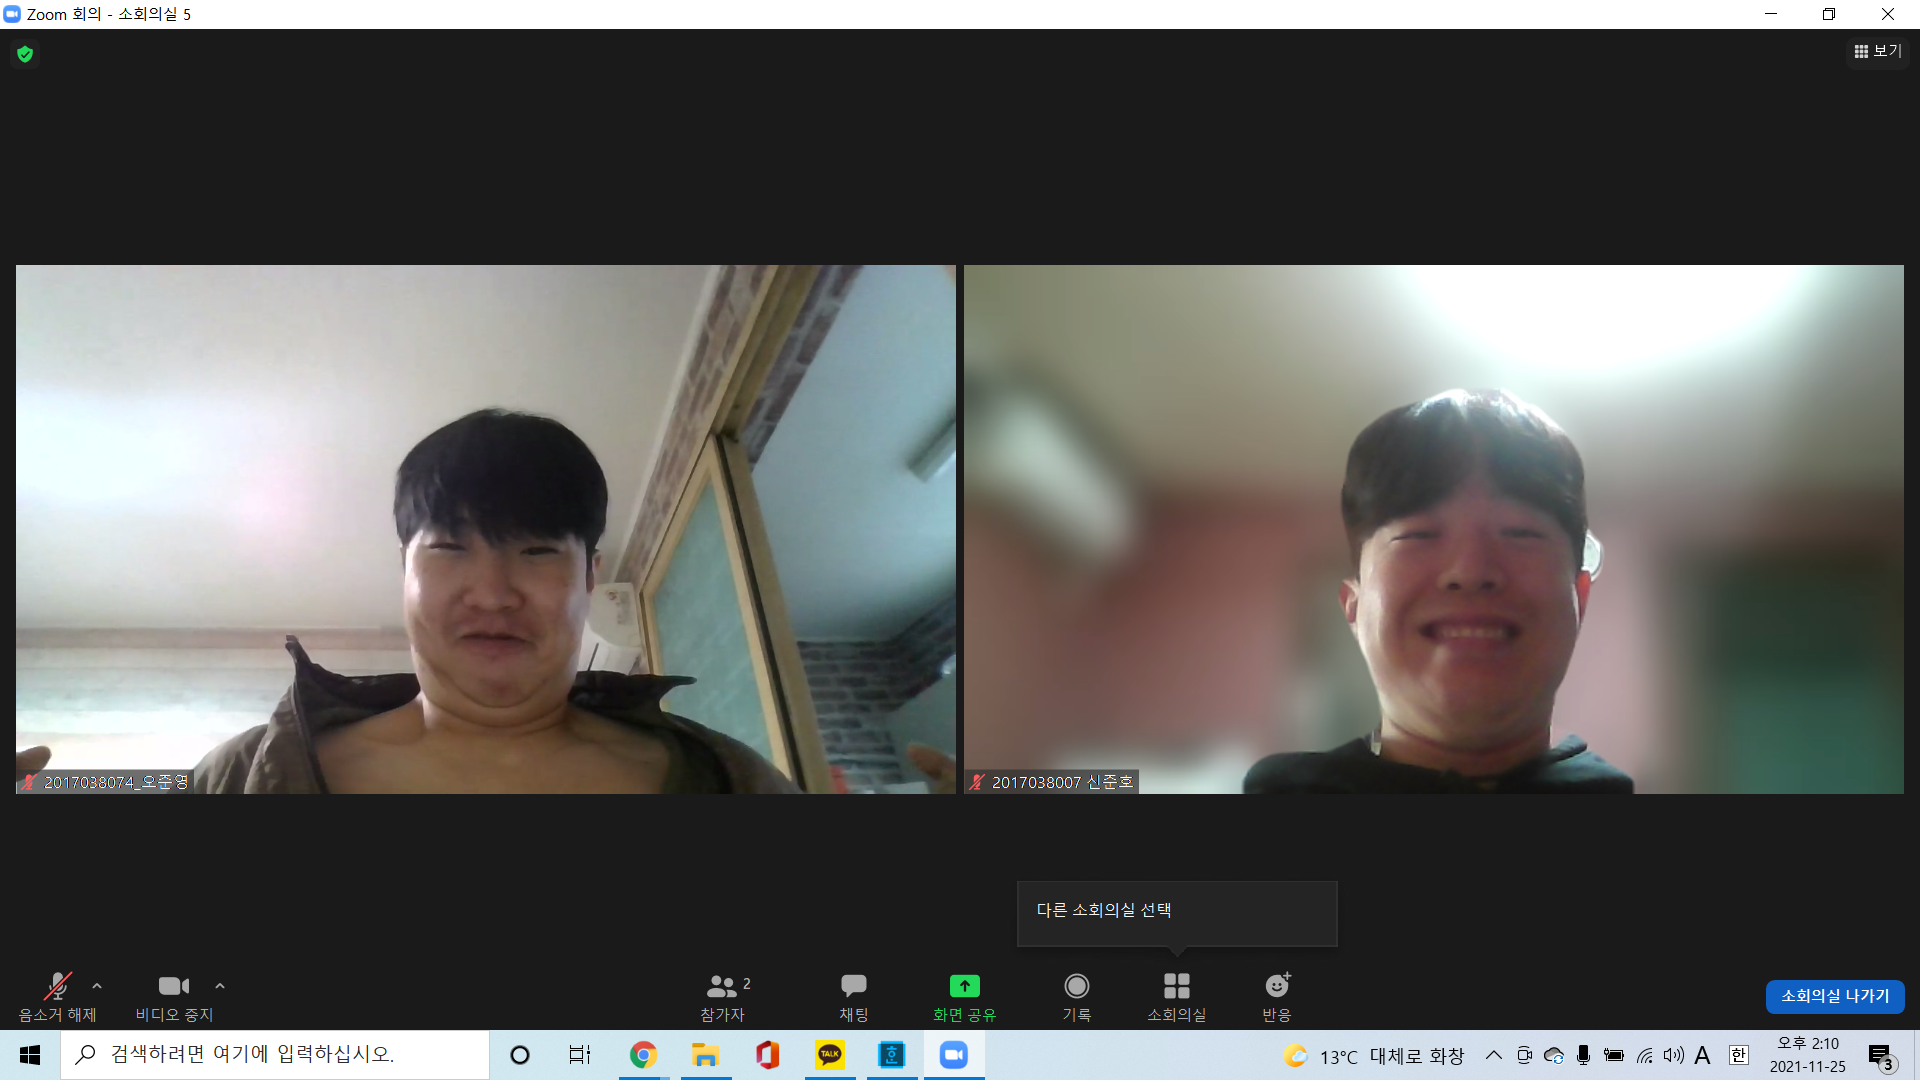 Zoom 회의 - 소회의실 5
보기
2017038074_오준영
2017038007 신준호
다른 소회의실 선택
음소거 해제
비디오 중지
2
참가자
채팅
화면 공유
기록
소회의실
반응
소회의실 나가기
검색하려면 여기에 입력하십시오.
TALK
흔
13°C 대체로 화창
A
한
오후 2:10
2021-11-25
3